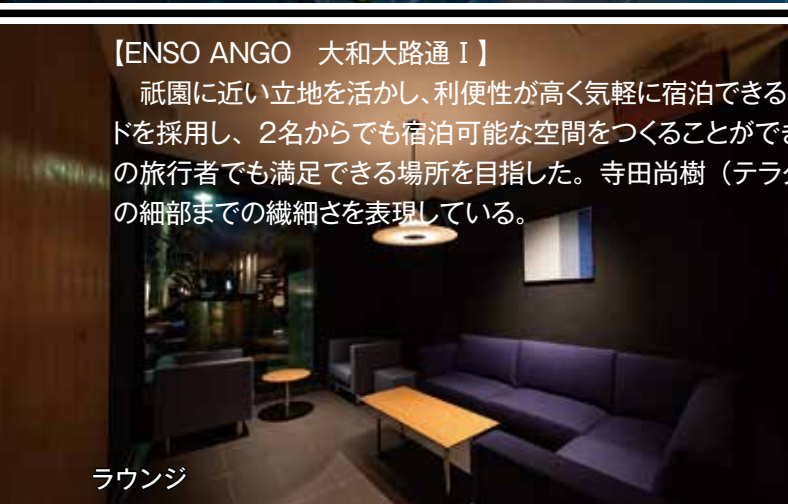 【ENSO ANGO　大和大路通Ⅰ】
　祇園に近い立地を活かし、利便性が高く気軽に宿泊できる
ドを採用し、2名からでも宿泊可能な空間をつくることができ
の旅行者でも満足できる場所を目指した。寺田尚樹（テラダ
の細部までの繊細さを表現している。
ラウンジ